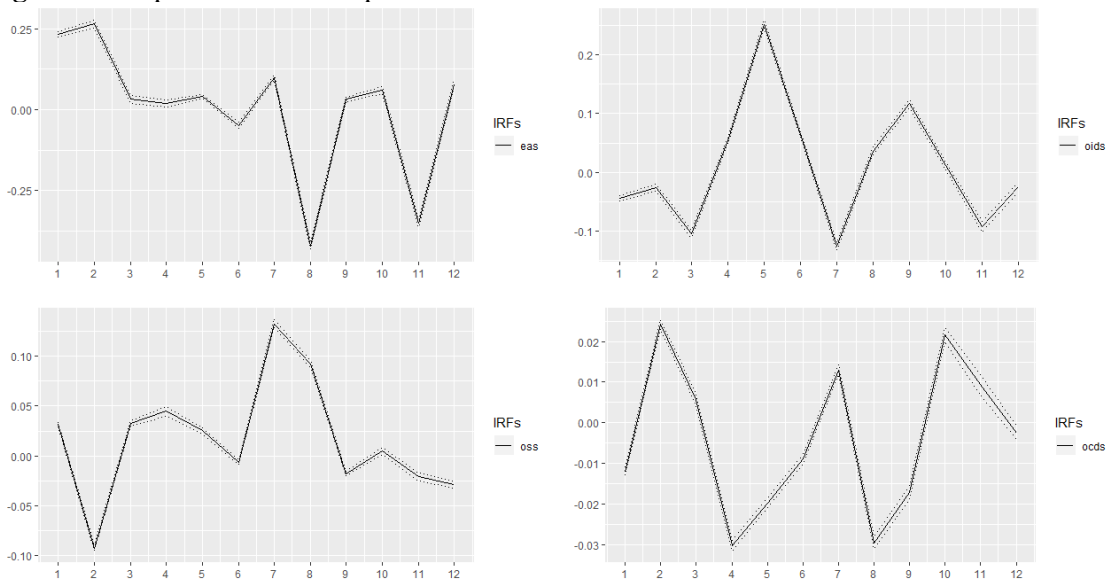 0.25
0.00
-0.25
1 2 3 4 5 6 7 8 9 10 11 12
IRFs
eas
0.2
0.1
0.0
-0.1
1 2 3 4 5 6 7 8 9 10 11 12
IRFs
oids
0.10
0.05
0.00
-0.05
-0.10
1 2 3 4 5 6 7 8 9 10 11 12
IRFs
oss
0.02
0.01
0.00
-0.01
-0.02
-0.03
1 2 3 4 5 6 7 8 9 10 11 12
IRFs
ocds